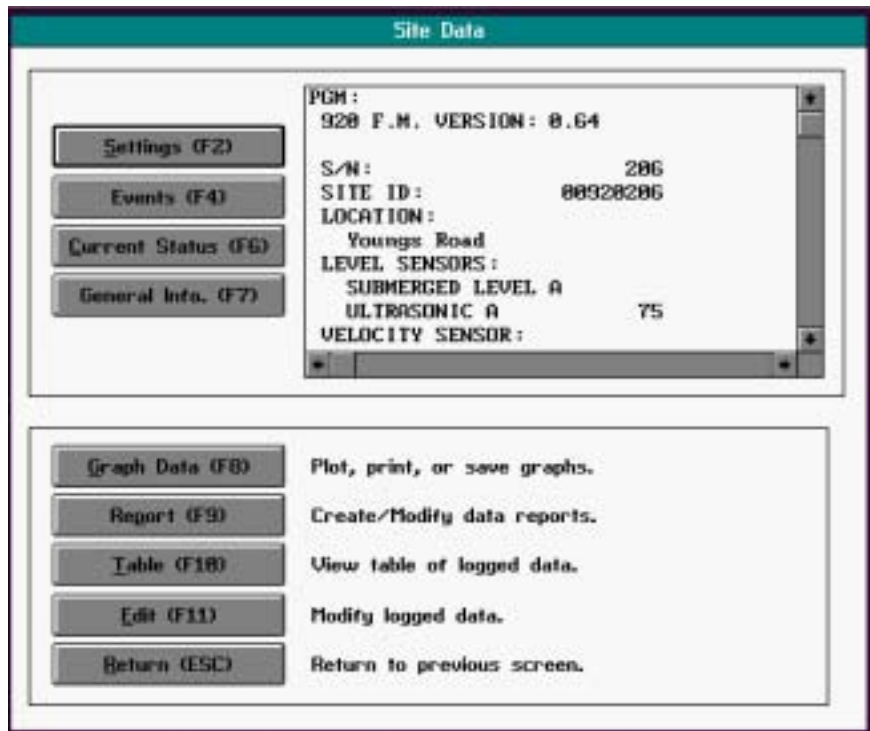 Site Data
Settings (F2)
Events (F4)
Current Status (F6)
General Info. (F7)
PGM:
920 F.M. VERSION: 0.64
S/N: 206
SITE ID: 00920206
LOCATION:
Youngs Road
LEVEL SENSORS:
SUBMERGED LEVEL A
ULTRASONIC A 75
VELOCITY SENSOR:
Graph Data (F8) Plot, print, or save graphs.
Report (F9) Create/Modify data reports.
Table (F10) View table of logged data.
Edit (F11) Modify logged data.
Return (ESC) Return to previous screen.